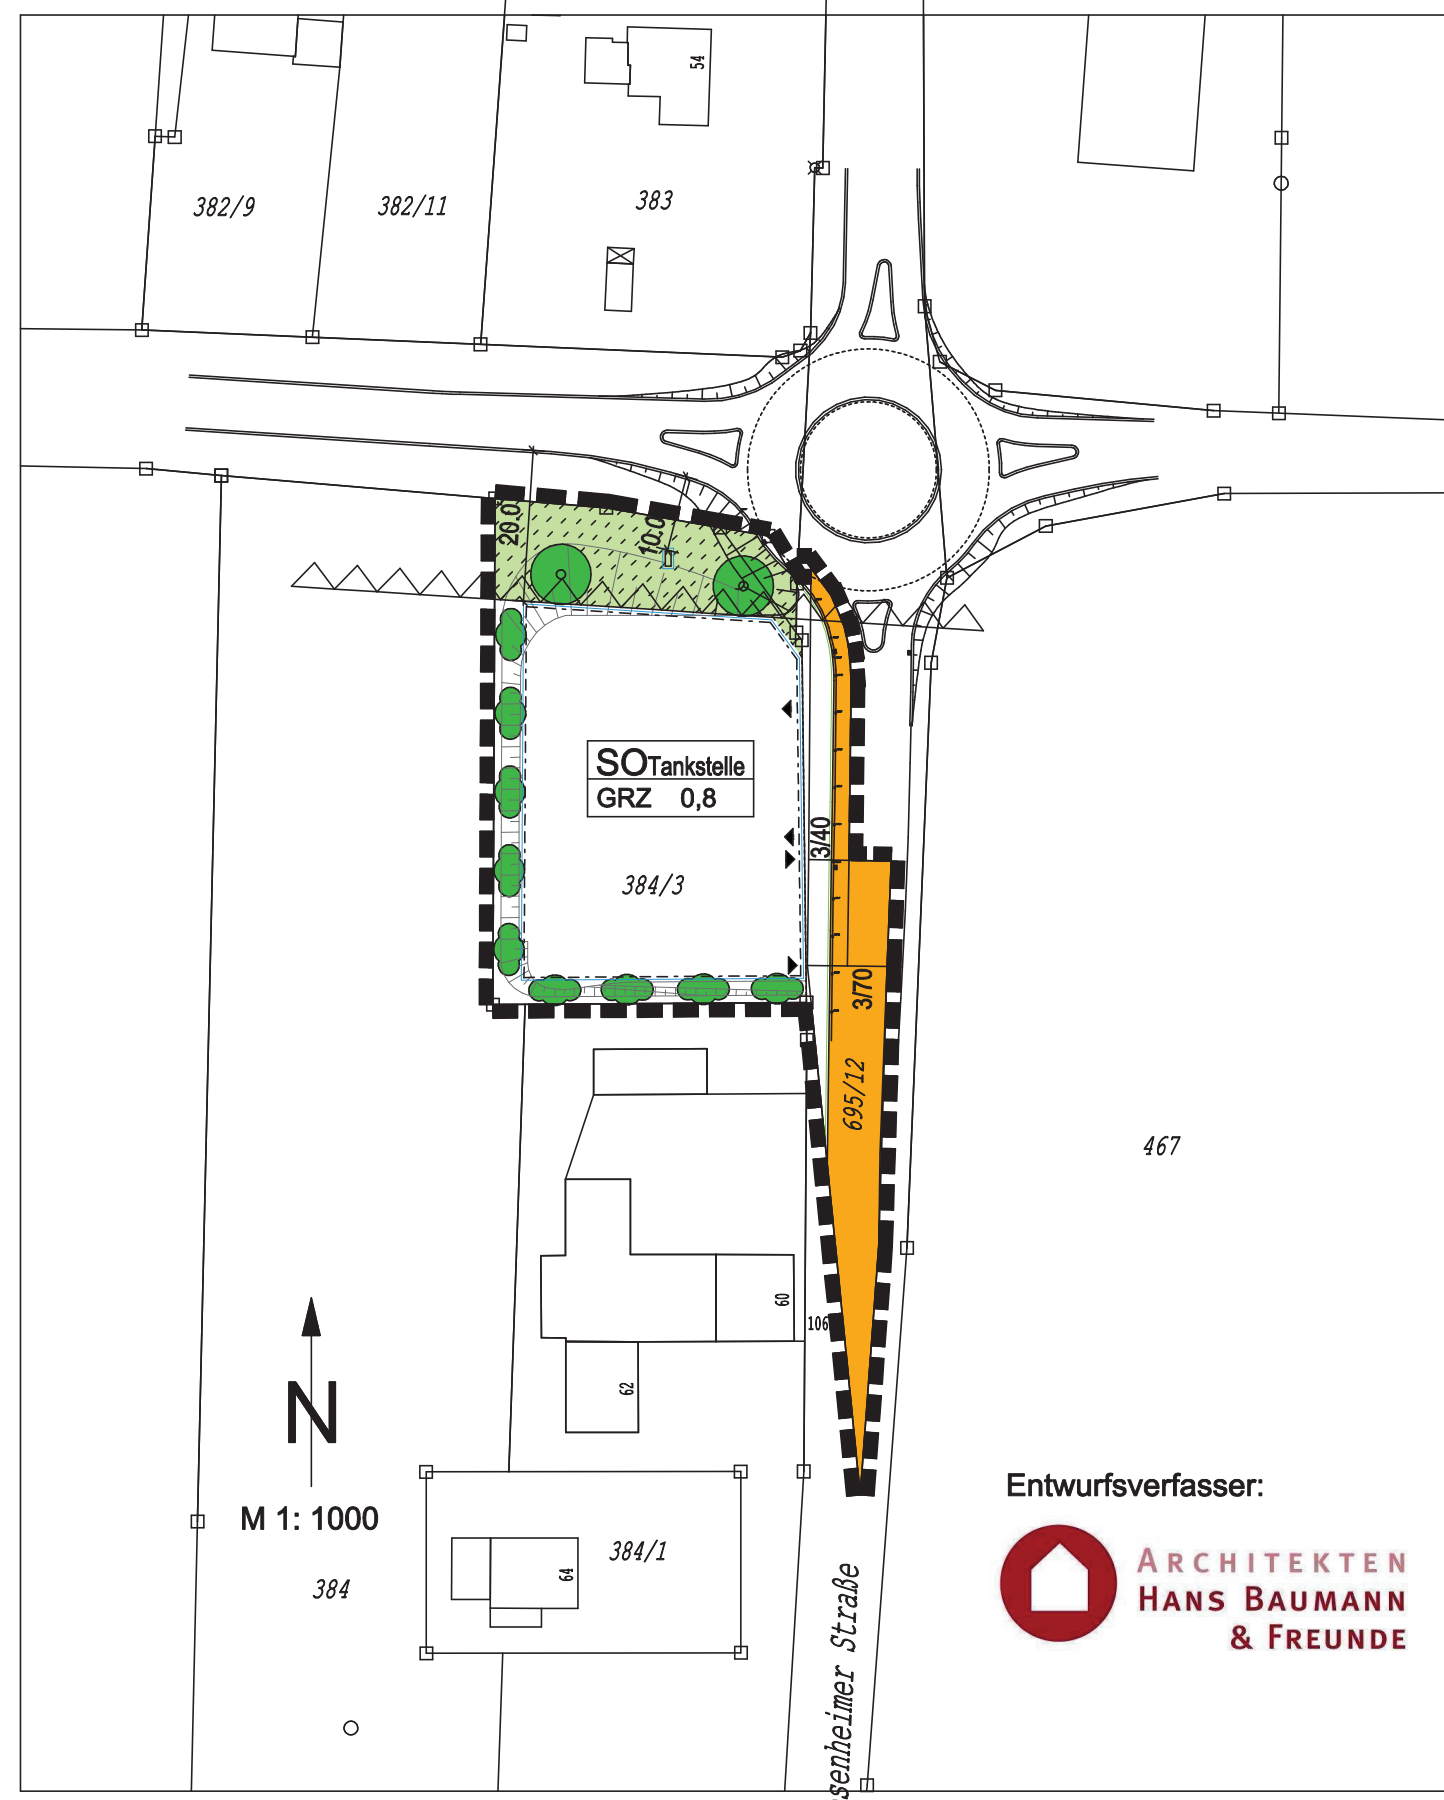 54
382/9
382/11
383
20.0
10.0
SO Tankstelle
GRZ 0,8
3/40
384/3
3/70
695/12
467
60
106
62
N
M 1: 1000
Entwurfsverfasser:
ARCHITEKTEN
HANS BAUMANN
& FREUNDE
384/1
64
384
senheimer Straße